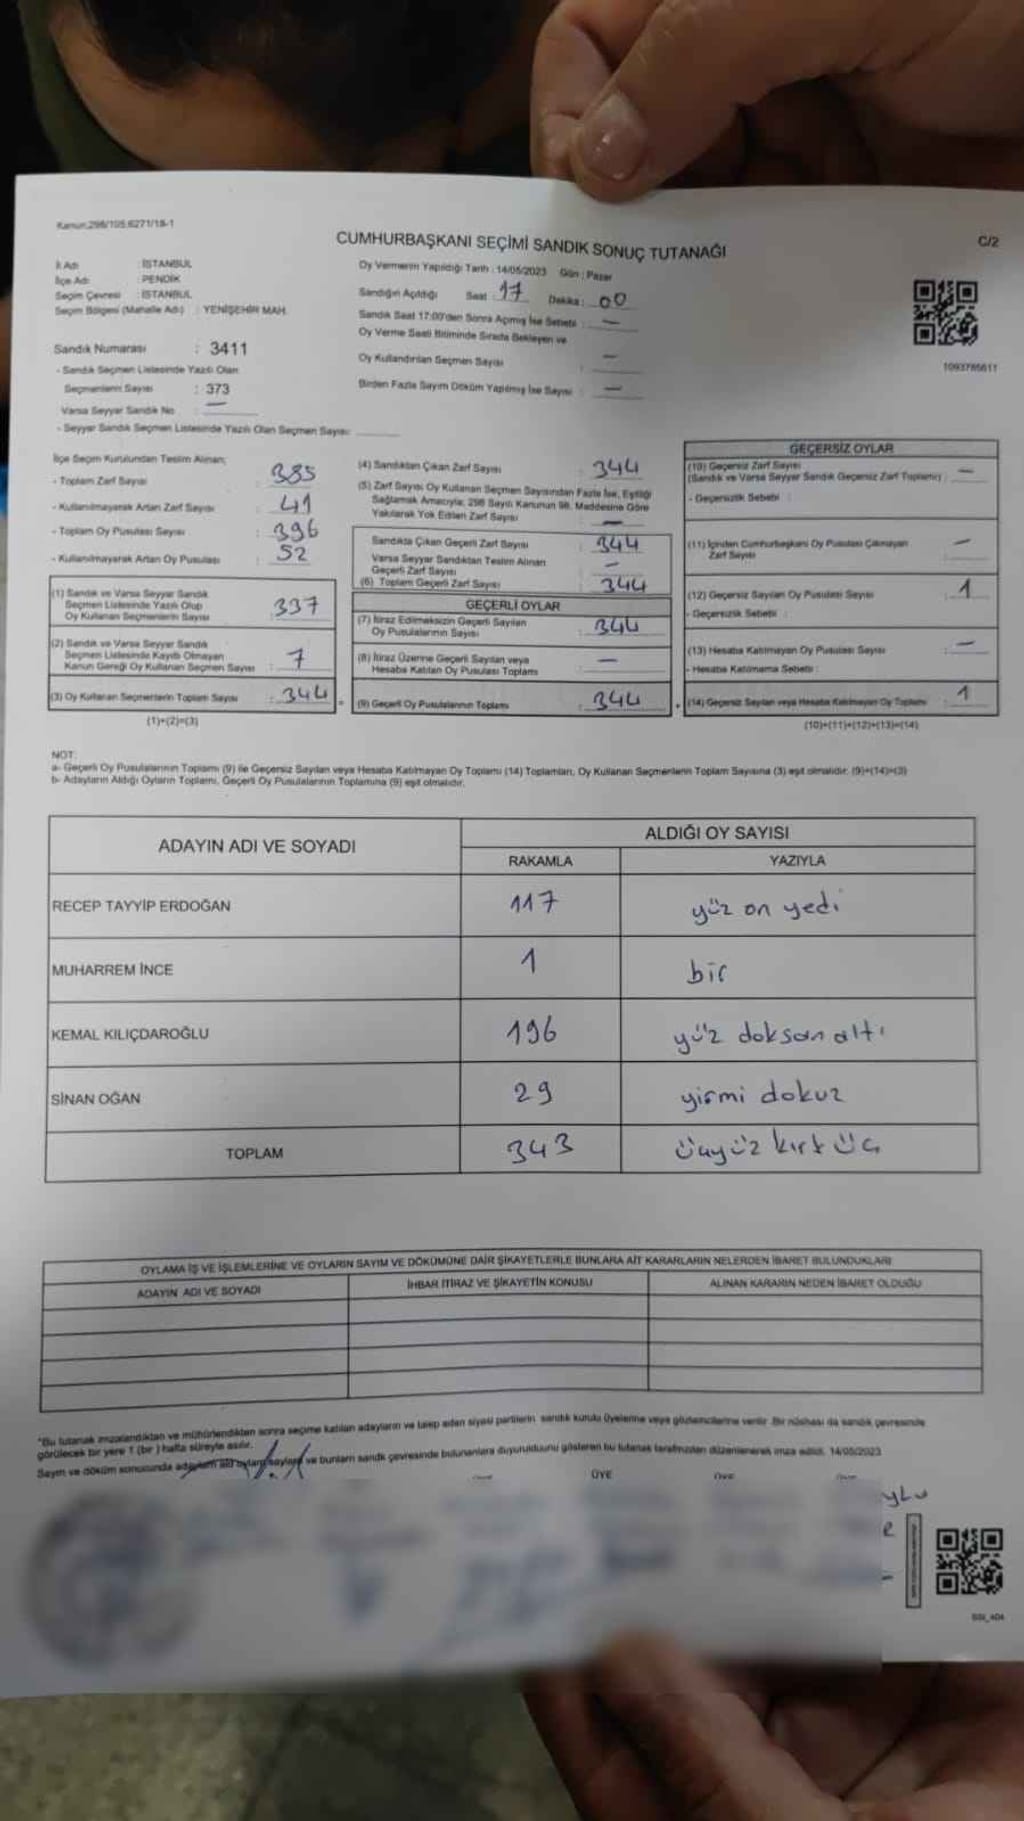 Kanun:298/105,6271/18-1
CUMHURBAŞKANI SEÇİMİ SANDIK SONUÇ TUTANAĞI
C/2
İl Adı : İSTANBUL
İlçe Adı : PENDİK
Seçim Çevresi : İSTANBUL
Seçim Bölgesi (Mahalle Adı) : YENİŞEHİR MAH.
Sandık Numarası : 3411
- Sandık Seçmen Listesinde Yazılı Olan
Seçmenlerin Sayısı : 373
Varsa Seyyar Sandık No : —
- Seyyar Sandık Seçmen Listesinde Yazılı Olan Seçmen Sayısı:
Oy Vermenin Yapıldığı Tarih : 14/05/2023 Gün : Pazar
Sandığın Açıldığı Saat : 17 Dakika : 00
Sandık Saat 17:00'den Sonra Açmış İse Sebebi : —
Oy Verme Saati Bitiminde Sırada Bekleyen ve
Oy Kullandırılan Seçmen Sayısı : —
Birden Fazla Sayım Döküm Yapılmış İse Sayısı : —
1093785611
İlçe Seçim Kurulundan Teslim Alınan;
- Toplam Zarf Sayısı : 385
- Kullanılmayarak Artan Zarf Sayısı : 41
- Toplam Oy Pusulası Sayısı : 396
- Kullanılmayarak Artan Oy Pusulası : 52
(1) Sandık ve Varsa Seyyar Sandık
Seçmen Listesinde Yazılı Olup
Oy Kullanan Seçmenlerin Sayısı : 337
(2) Sandık ve Varsa Seyyar Sandık
Seçmen Listesinde Kayıtlı Olmayan
Kanun Gereği Oy Kullanan Seçmen Sayısı : 7
(3) Oy Kullanan Seçmenlerin Toplam Sayısı : 344
(1)+(2)=(3)
(4) Sandıktan Çıkan Zarf Sayısı : 344
(5) Zarf Sayısı Oy Kullanan Seçmen Sayısından Fazla İse, Eşitliği
Sağlamak Amacıyla, 298 Sayılı Kanunun 98. Maddesine Göre
Yakılarak Yok Edilen Zarf Sayısı : —
Sandıkta Çıkan Geçerli Zarf Sayısı : 344
Varsa Seyyar Sandıktan Teslim Alınan
Geçerli Zarf Sayısı : —
(6) Toplam Geçerli Zarf Sayısı : 344
GEÇERLİ OYLAR
(7) İtiraz Edilmeksizin Geçerli Sayılan
Oy Pusulalarının Sayısı : 344
(8) İtiraz Üzerine Geçerli Sayılan veya
Hesaba Katılan Oy Pusulası Toplamı : —
(9) Geçerli Oy Pusulalarının Toplamı : 344
GEÇERSİZ OYLAR
(10) Geçersiz Zarf Sayısı
(Sandık ve Varsa Seyyar Sandık Geçersiz Zarf Toplamı) : —
- Geçersizlik Sebebi :
(11) İçinden Cumhurbaşkanı Oy Pusulası Çıkmayan
Zarf Sayısı : —
(12) Geçersiz Sayılan Oy Pusulası Sayısı : 1
- Geçersizlik Sebebi :
(13) Hesaba Katılmayan Oy Pusulası Sayısı : —
- Hesaba Katılmama Sebebi :
(14) Geçersiz Sayılan veya Hesaba Katılmayan Oy Toplamı : 1
(10)+(11)+(12)+(13)=(14)
NOT:
a- Geçerli Oy Pusulalarının Toplamı (9) ile Geçersiz Sayılan veya Hesaba Katılmayan Oy Toplamı (14) Toplamları, Oy Kullanan Seçmenlerin Toplam Sayısına (3) eşit olmalıdır. (9)+(14)=(3)
b- Adayların Aldığı Oyların Toplamı, Geçerli Oy Pusulalarının Toplamına (9) eşit olmalıdır.
ADAYIN ADI VE SOYADI
ALDIĞI OY SAYISI
RAKAMLA YAZIYLA
RECEP TAYYİP ERDOĞAN 117 yüz on yedi
MUHARREM İNCE 1 bir
KEMAL KILIÇDAROĞLU 196 yüz doksan altı
SİNAN OĞAN 29 yirmi dokuz
TOPLAM 343 üçyüz kırk üç
OYLAMA İŞ VE İŞLEMLERİNE VE OYLARIN SAYIM VE DÖKÜMÜNE DAİR ŞİKAYETLERLE BUNLARA AİT KARARLARIN NELERDEN İBARET BULUNDUKLARI
ADAYIN ADI VE SOYADI İHBAR İTİRAZ VE ŞİKAYETİN KONUSU ALINAN KARARIN NEDEN İBARET OLDUĞU
"Bu tutanak imzalandıktan ve mühürlendikten sonra seçime katılan adayların ve talep eden siyasi partilerin sandık kurulu üyelerine veya gözlemcilerine verilir. Bir nüshası da sandık çevresinde
görülecek bir yere 1 (bir) hafta süreyle asılır.
Sayım ve döküm sonucunda adayların ve bunların sandık çevresinde bulunanlara duyurulduğunu gösteren bu tutanak tarafımızdan düzenlenerek imza edildi. 14/05/2023
ÜYE